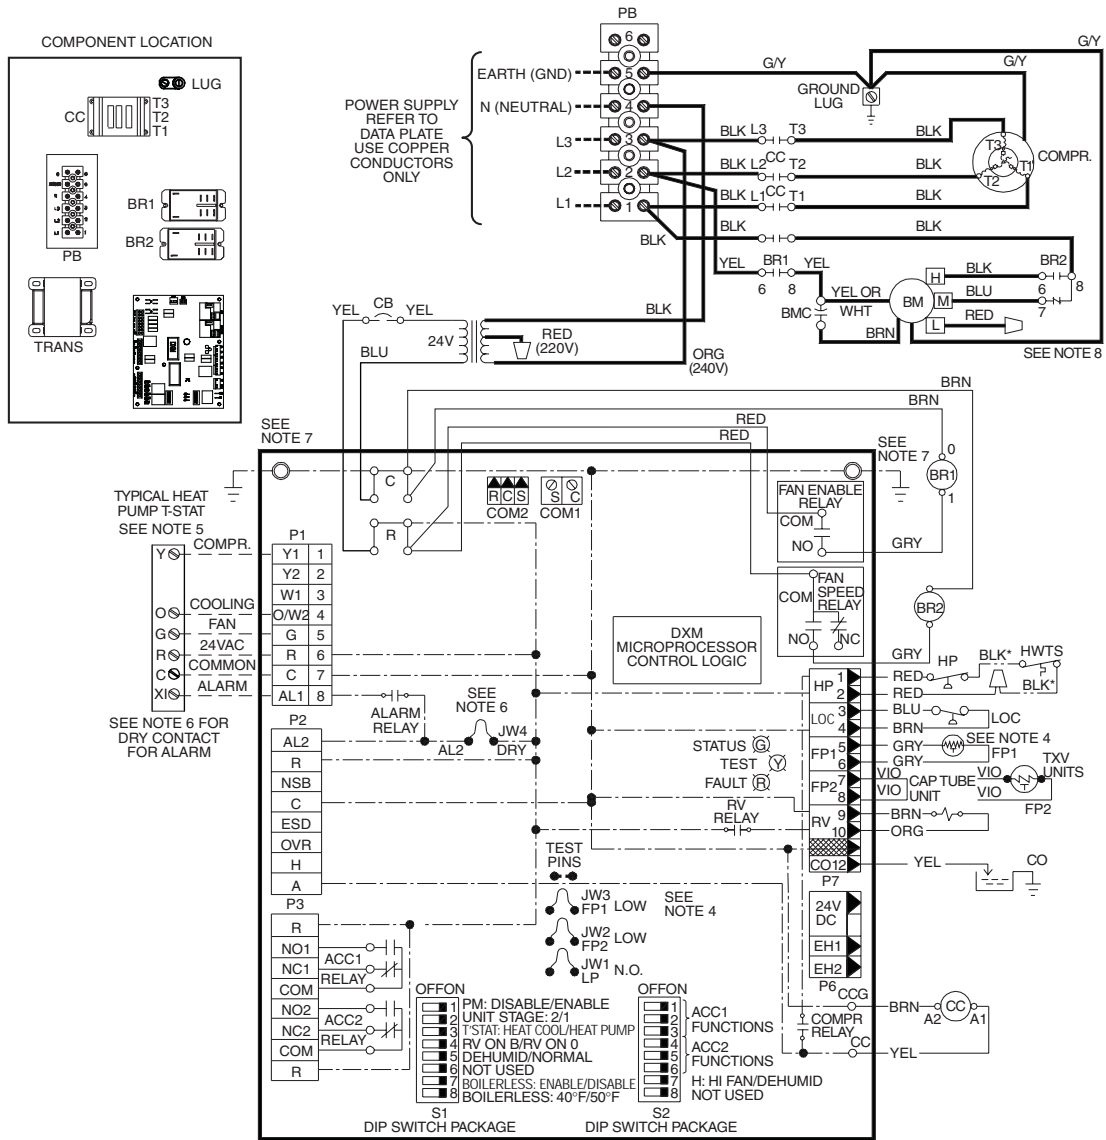 COMPONENT LOCATION
LUG
CC
T3
T2
T1
BR1
BR2
PB
TRANS
PB
6
5
4
3
2
1
EARTH (GND)
N (NEUTRAL)
L3
L2
L1
POWER SUPPLY
REFER TO
DATA PLATE
USE COPPER
CONDUCTORS
ONLY
G/Y
G/Y
G/Y
GROUND
LUG
BLK L3 T3 BLK
CC
BLK L2 T2 BLK
CC
BLK L1 T1 BLK
T3
T1
T2
COMPR.
BLK BLK
YEL BR1 YEL
6 8
BMC
YEL OR
WHT
BRN
BM
H
M
L
BLK
BLU
RED
BR2
6
8
7
SEE NOTE 8
YEL CB YEL
BLU
24V
BLK
RED
(220V)
ORG
(240V)
BRN
BRN
RED
RED
SEE
NOTE 7
SEE
NOTE 7
C
R
R C S
COM2
S C
COM1
FAN ENABLE
RELAY
COM
NO
GRY
0
BR1
1
FAN
SPEED
RELAY
COM
NO NC
GRY
BR2
TYPICAL HEAT
PUMP T-STAT
SEE NOTE 5
Y COMPR.
O COOLING
G FAN
R 24VAC
C COMMON
XI ALARM
SEE NOTE 6 FOR
DRY CONTACT
FOR ALARM
P1
Y1 1
Y2 2
W1 3
O/W2 4
G 5
R 6
C 7
AL1 8
ALARM
RELAY
SEE
NOTE 6
AL2
JW4
DRY
P2
AL2
R
NSB
C
ESD
OVR
H
A
P3
R
NO1
NC1
COM
NO2
NC2
COM
R
ACC1
RELAY
ACC2
RELAY
DXM
MICROPROCESSOR
CONTROL LOGIC
STATUS G
TEST Y
FAULT R
RV
RELAY
TEST
PINS
JW3
FP1 LOW
JW2
FP2 LOW
JW1
LP N.O.
SEE
NOTE 4
HP 1
2
LOC 3
4
FP1 5
6
FP2 7
8
RV 9
10
CO 12
P7
24V
DC
EH1
EH2
P6
RED HP BLK* HWTS
RED BLK*
BLU LOC
BRN
GRY SEE NOTE 4
GRY FP1
VIO CAP TUBE
VIO UNIT
VIO TXV
UNITS
VIO FP2
BRN
ORG
YEL CO
CCG
BRN CC
A2 A1
COMPR
RELAY
CC
YEL
OFF ON
1 PM: DISABLE/ENABLE
2 UNIT STAGE: 2/1
3 T'STAT: HEAT COOL/HEAT PUMP
4 RV ON B/RV ON 0
5 DEHUMID/NORMAL
6 NOT USED
7 BOILERLESS: ENABLE/DISABLE
8 BOILERLESS: 40°F/50°F
S1
DIP SWITCH PACKAGE
OFF ON
1
2
3
4
5
6
7
8
ACC1
FUNCTIONS
ACC2
FUNCTIONS
H: HI FAN/DEHUMID
NOT USED
S2
DIP SWITCH PACKAGE